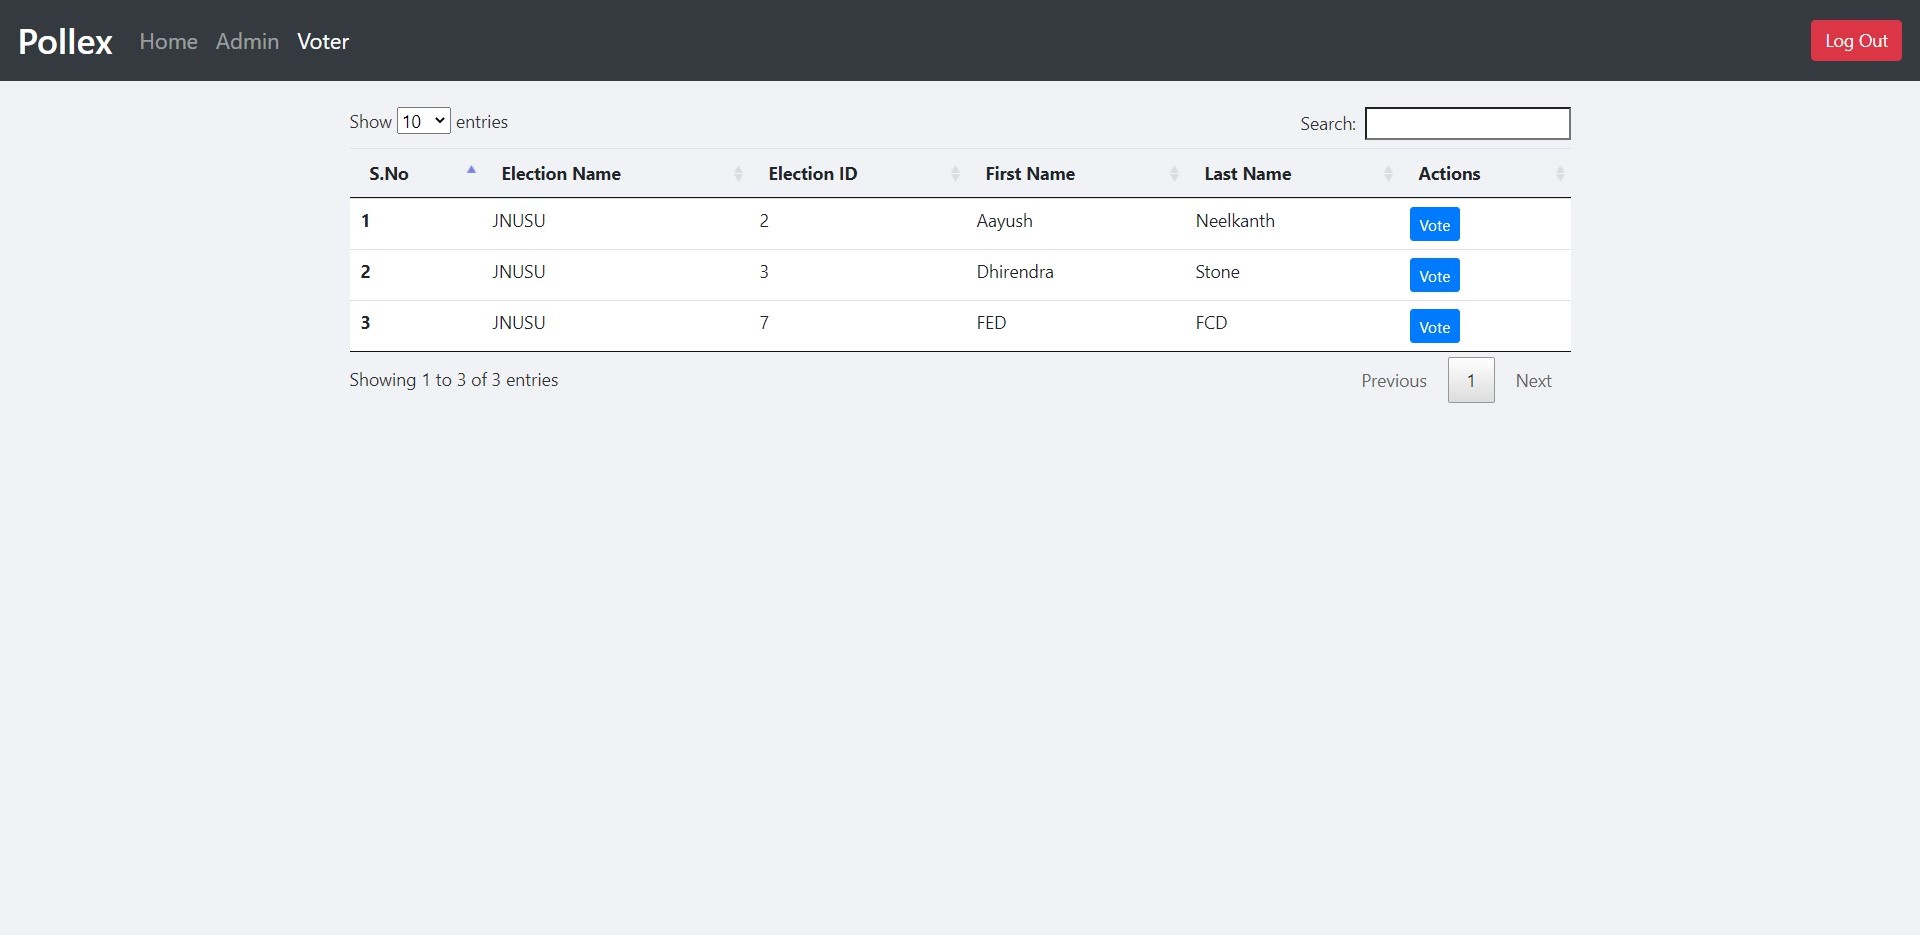 Pollex Home Admin Voter Log Out
Show 10 entries Search:
S.No Election Name Election ID First Name Last Name Actions
1 JNUSU 2 Aayush Neelkanth Vote
2 JNUSU 3 Dhirendra Stone Vote
3 JNUSU 7 FED FCD Vote
Showing 1 to 3 of 3 entries Previous 1 Next